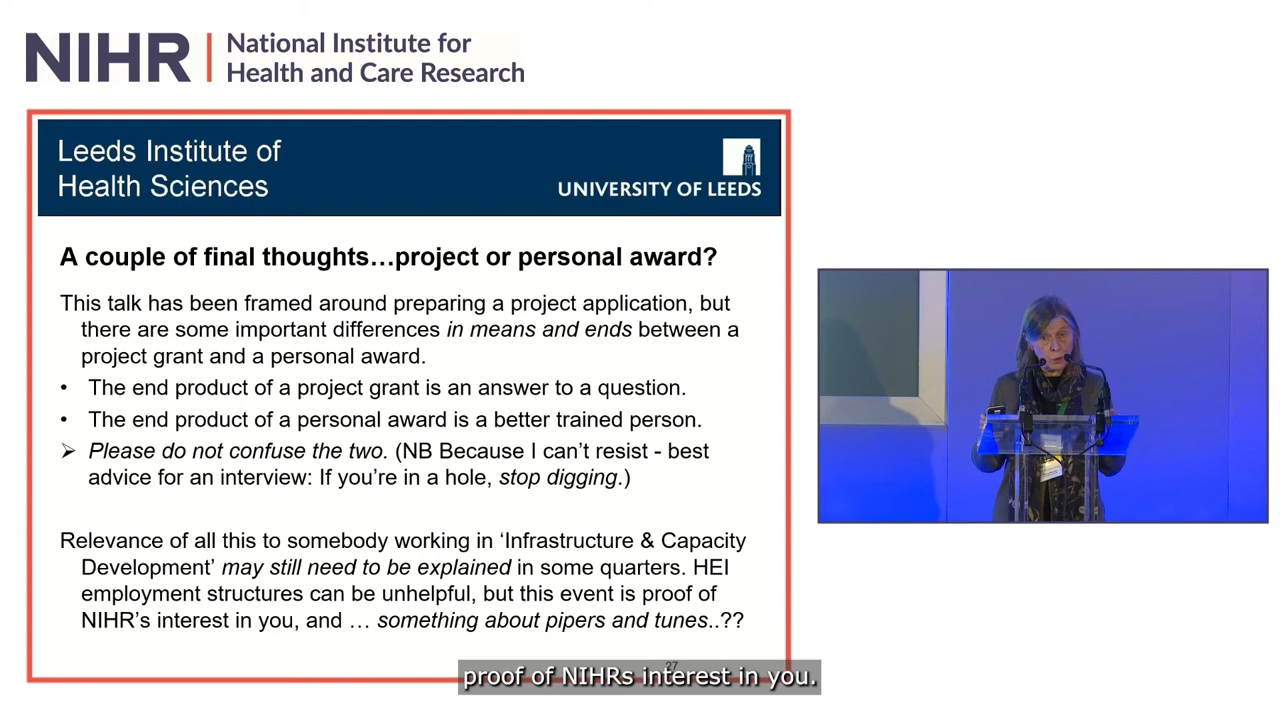 NIHR | National Institute for
Health and Care Research
Leeds Institute of
Health Sciences
UNIVERSITY OF LEEDS
A couple of final thoughts…project or personal award?
This talk has been framed around preparing a project application, but
there are some important differences in means and ends between a
project grant and a personal award.
• The end product of a project grant is an answer to a question.
• The end product of a personal award is a better trained person.
➢ Please do not confuse the two. (NB Because I can’t resist - best
advice for an interview: If you’re in a hole, stop digging.)
Relevance of all this to somebody working in ‘Infrastructure & Capacity
Development’ may still need to be explained in some quarters. HEI
employment structures can be unhelpful, but this event is proof of
NIHR’s interest in you, and … something about pipers and tunes..??
27
proof of NIHRs interest in you.